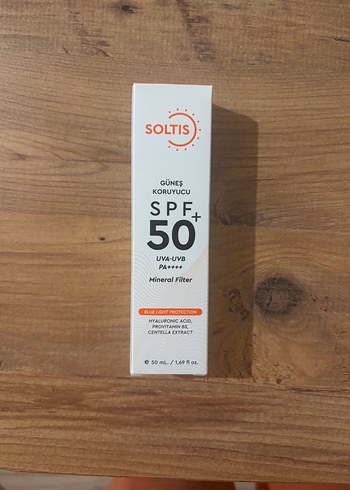 SOLTIS
GÜNEŞ
KORUYUCU
SPF
50+
UVA-UVB
PA++++
Mineral Filter
BLUE LIGHT PROTECTION
HYALURONIC ACID,
PROVITAMIN B5,
CENTELLA EXTRACT
e 50 mL. / 1,69 fl oz.